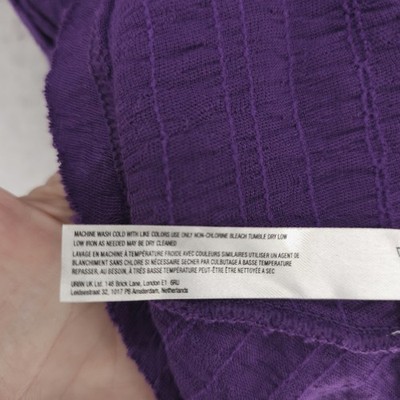 MACHINE WASH COLD WITH LIKE COLORS USE ONLY NON-CHLORINE BLEACH TUMBLE DRY LOW
LOW IRON AS NEEDED MAY BE DRY CLEANED
LAVAGE EN MACHINE À TEMPÉRATURE FROIDE AVEC COULEURS SIMILAIRES UTILISER UN AGENT DE
BLANCHIMENT SANS CHLORE SI NÉCESSAIRE SÉCHER PAR CULBUTAGE À BASSE TEMPÉRATURE
REPASSER, AU BESOIN, À TRÈS BASSE TEMPÉRATURE PEUT-ÊTRE ÊTRE NETTOYÉ À SEC
URBN UK Ltd. 146 Brick Lane, London E1 6RU
Leidsestraat 32, 1017 PB Amsterdam, Netherlands